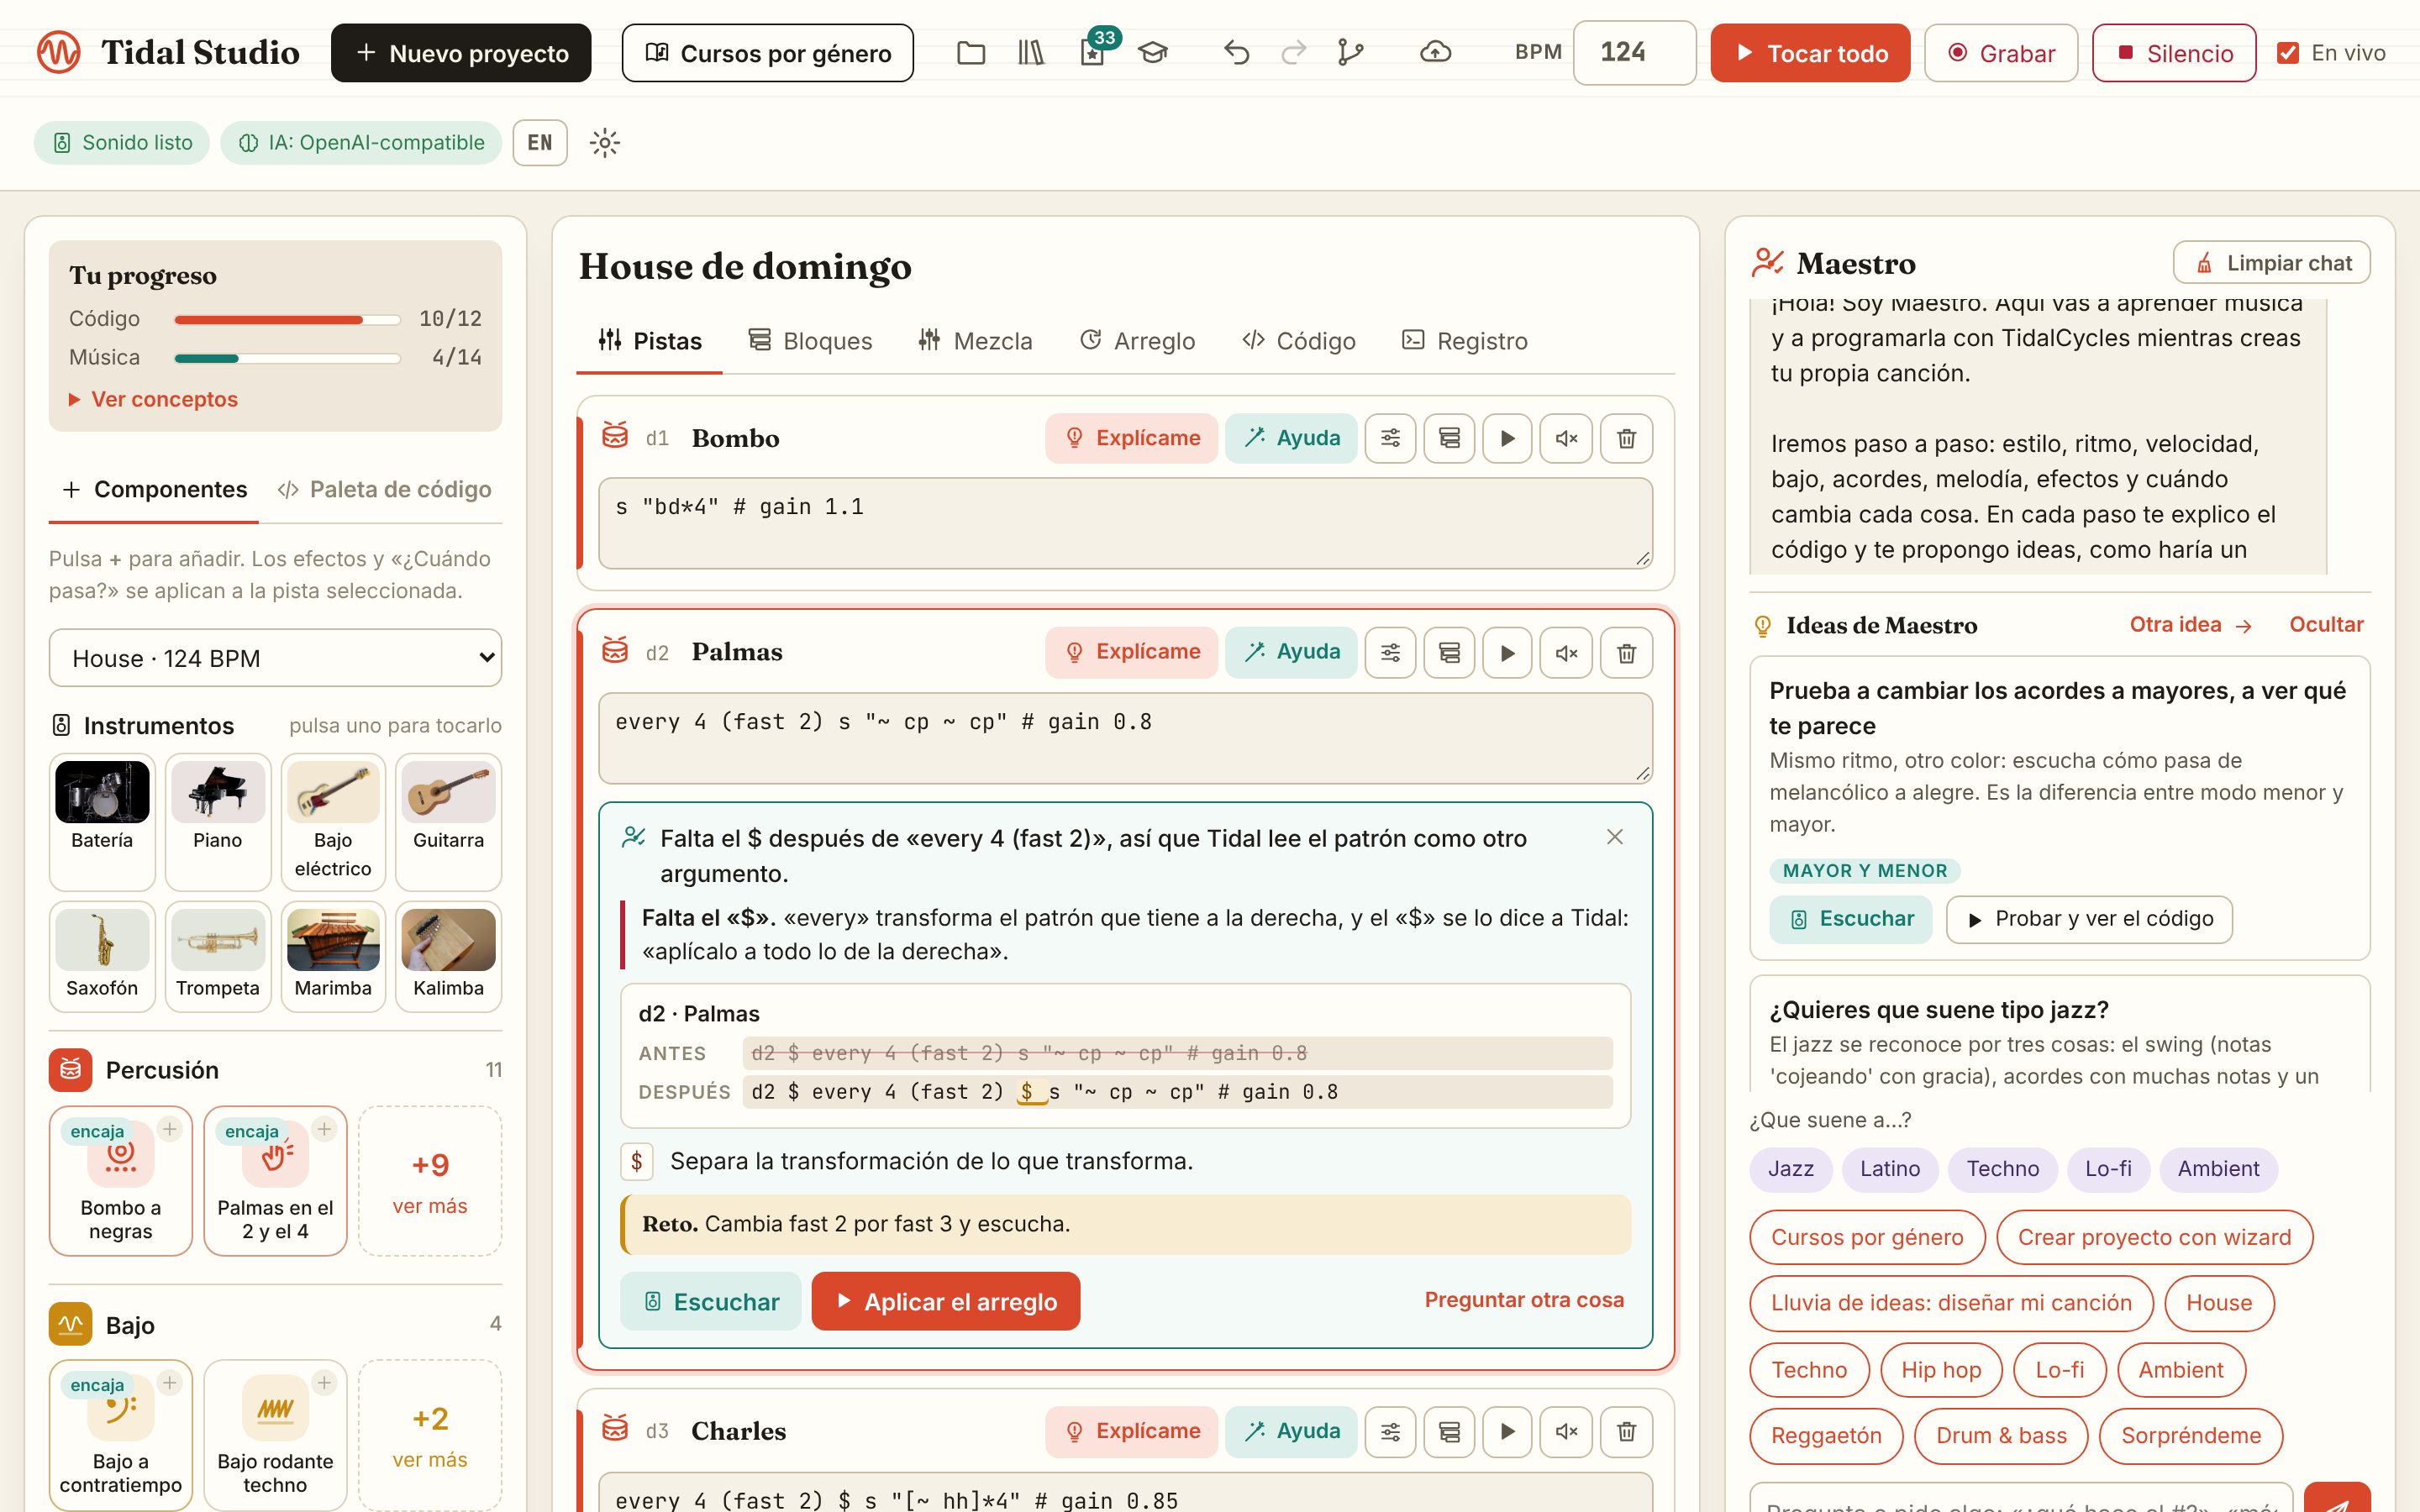 Tidal Studio
Nuevo proyecto
Cursos por género
33
BPM
124
Tocar todo
Grabar
Silencio
En vivo
Sonido listo
IA: OpenAI-compatible
EN
Tu progreso
Código
10/12
Música
4/14
Ver conceptos
Componentes
Paleta de código
Pulsa + para añadir. Los efectos y «¿Cuándo
pasa?» se aplican a la pista seleccionada.
House · 124 BPM
Instrumentos
pulsa uno para tocarlo
Batería
Piano
Bajo
eléctrico
Guitarra
Saxofón
Trompeta
Marimba
Kalimba
Percusión
11
encaja
Bombo a
negras
encaja
Palmas en el
2 y el 4
+9
ver más
Bajo
4
encaja
Bajo a
contratiempo
Bajo rodante
techno
+2
ver más
House de domingo
Pistas
Bloques
Mezcla
Arreglo
Código
Registro
d1
Bombo
Explícame
Ayuda
s "bd*4" # gain 1.1
d2
Palmas
Explícame
Ayuda
every 4 (fast 2) s "~ cp ~ cp" # gain 0.8
Falta el $ después de «every 4 (fast 2)», así que Tidal lee el patrón como otro
argumento.
Falta el «$». «every» transforma el patrón que tiene a la derecha, y el «$» se lo dice a Tidal:
«aplícalo a todo lo de la derecha».
d2 · Palmas
ANTES
d2 $ every 4 (fast 2) s "~ cp ~ cp" # gain 0.8
DESPUÉS
d2 $ every 4 (fast 2) $ s "~ cp ~ cp" # gain 0.8
$
Separa la transformación de lo que transforma.
Reto. Cambia fast 2 por fast 3 y escucha.
Escuchar
Aplicar el arreglo
Preguntar otra cosa
d3
Charles
Explícame
Ayuda
every 4 (fast 2) $ s "[~ hh]*4" # gain 0.85
Maestro
Limpiar chat
¡Hola! Soy Maestro. Aquí vas a aprender música
y a programarla con TidalCycles mientras creas
tu propia canción.
Iremos paso a paso: estilo, ritmo, velocidad,
bajo, acordes, melodía, efectos y cuándo
cambia cada cosa. En cada paso te explico el
código y te propongo ideas, como haría un
Ideas de Maestro
Otra idea →
Ocultar
Prueba a cambiar los acordes a mayores, a ver qué
te parece
Mismo ritmo, otro color: escucha cómo pasa de
melancólico a alegre. Es la diferencia entre modo menor y
mayor.
MAYOR Y MENOR
Escuchar
Probar y ver el código
¿Quieres que suene tipo jazz?
El jazz se reconoce por tres cosas: el swing (notas
'cojeando' con gracia), acordes con muchas notas y un
¿Que suene a...?
Jazz
Latino
Techno
Lo-fi
Ambient
Cursos por género
Crear proyecto con wizard
Lluvia de ideas: diseñar mi canción
House
Techno
Hip hop
Lo-fi
Ambient
Reggaetón
Drum & bass
Sorpréndeme